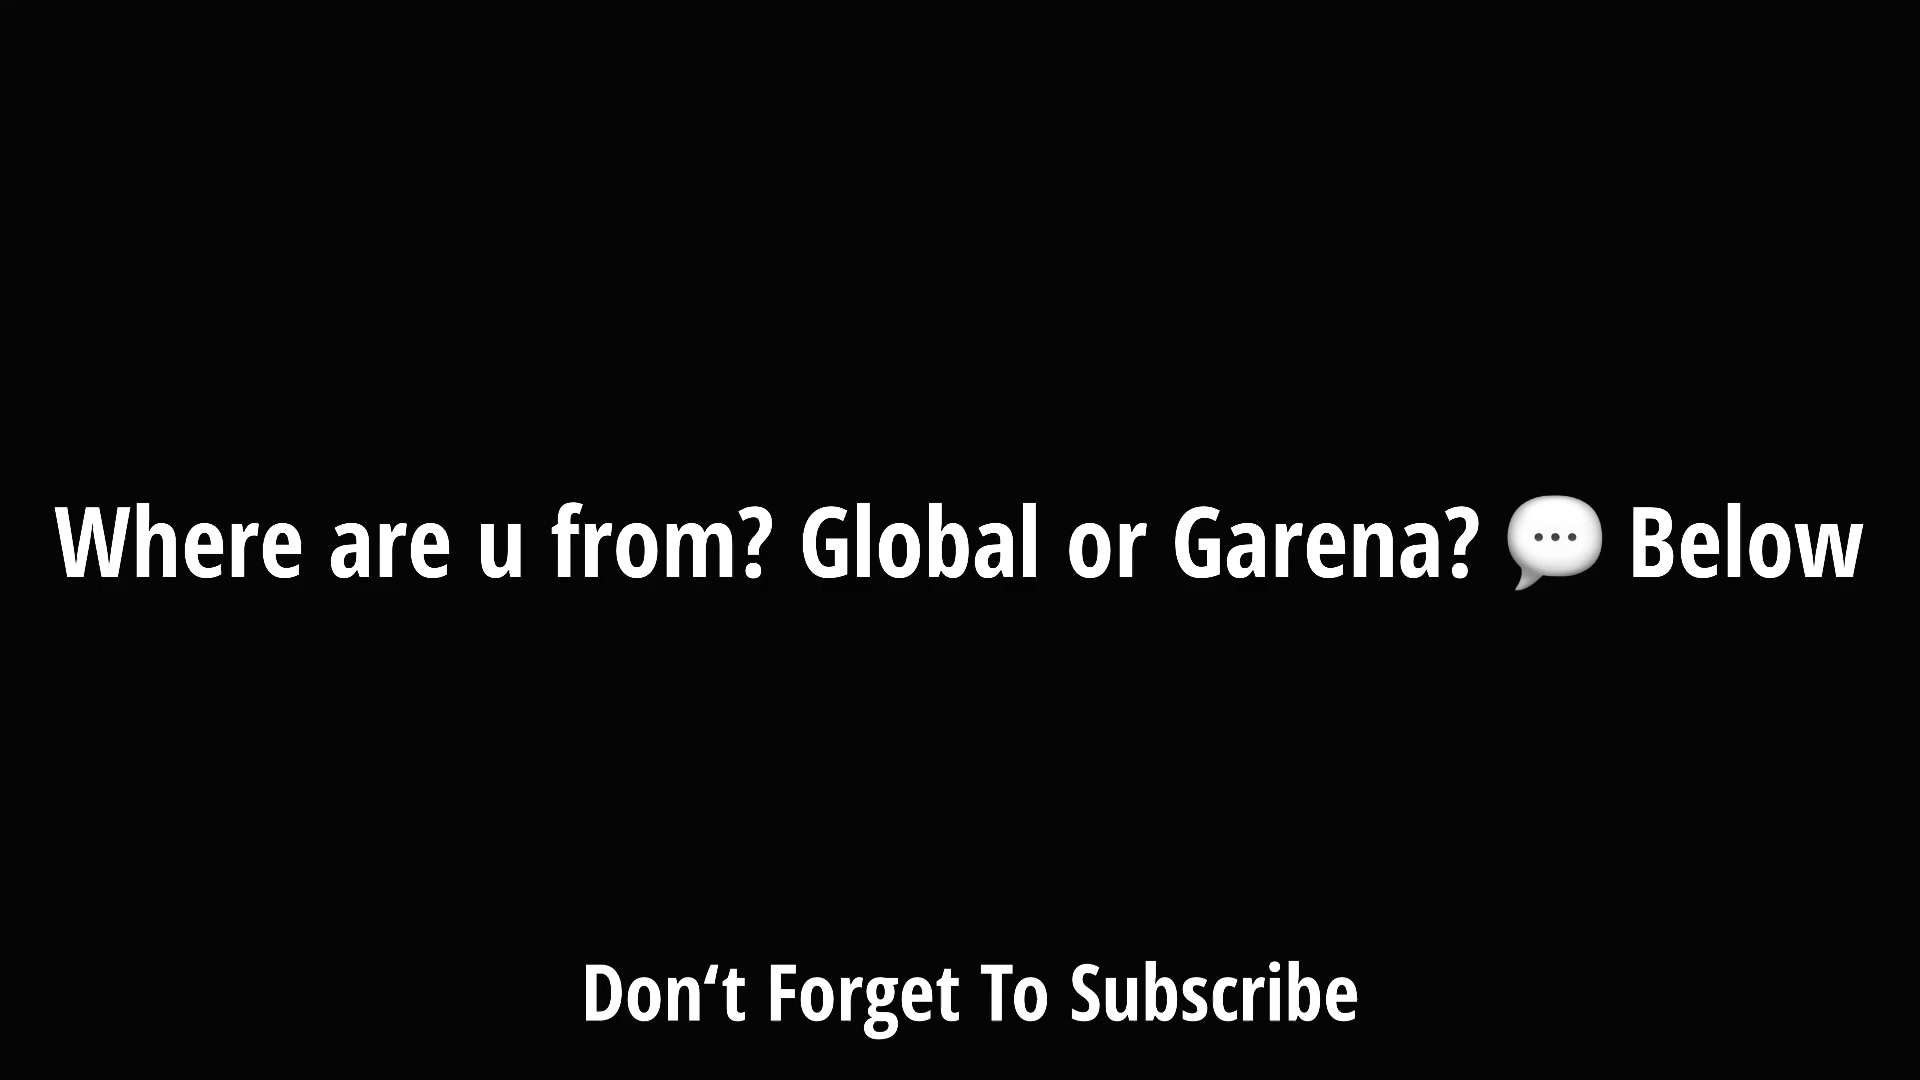 Where are u from? Global or Garena? 💬 Below
Don‘t Forget To Subscribe